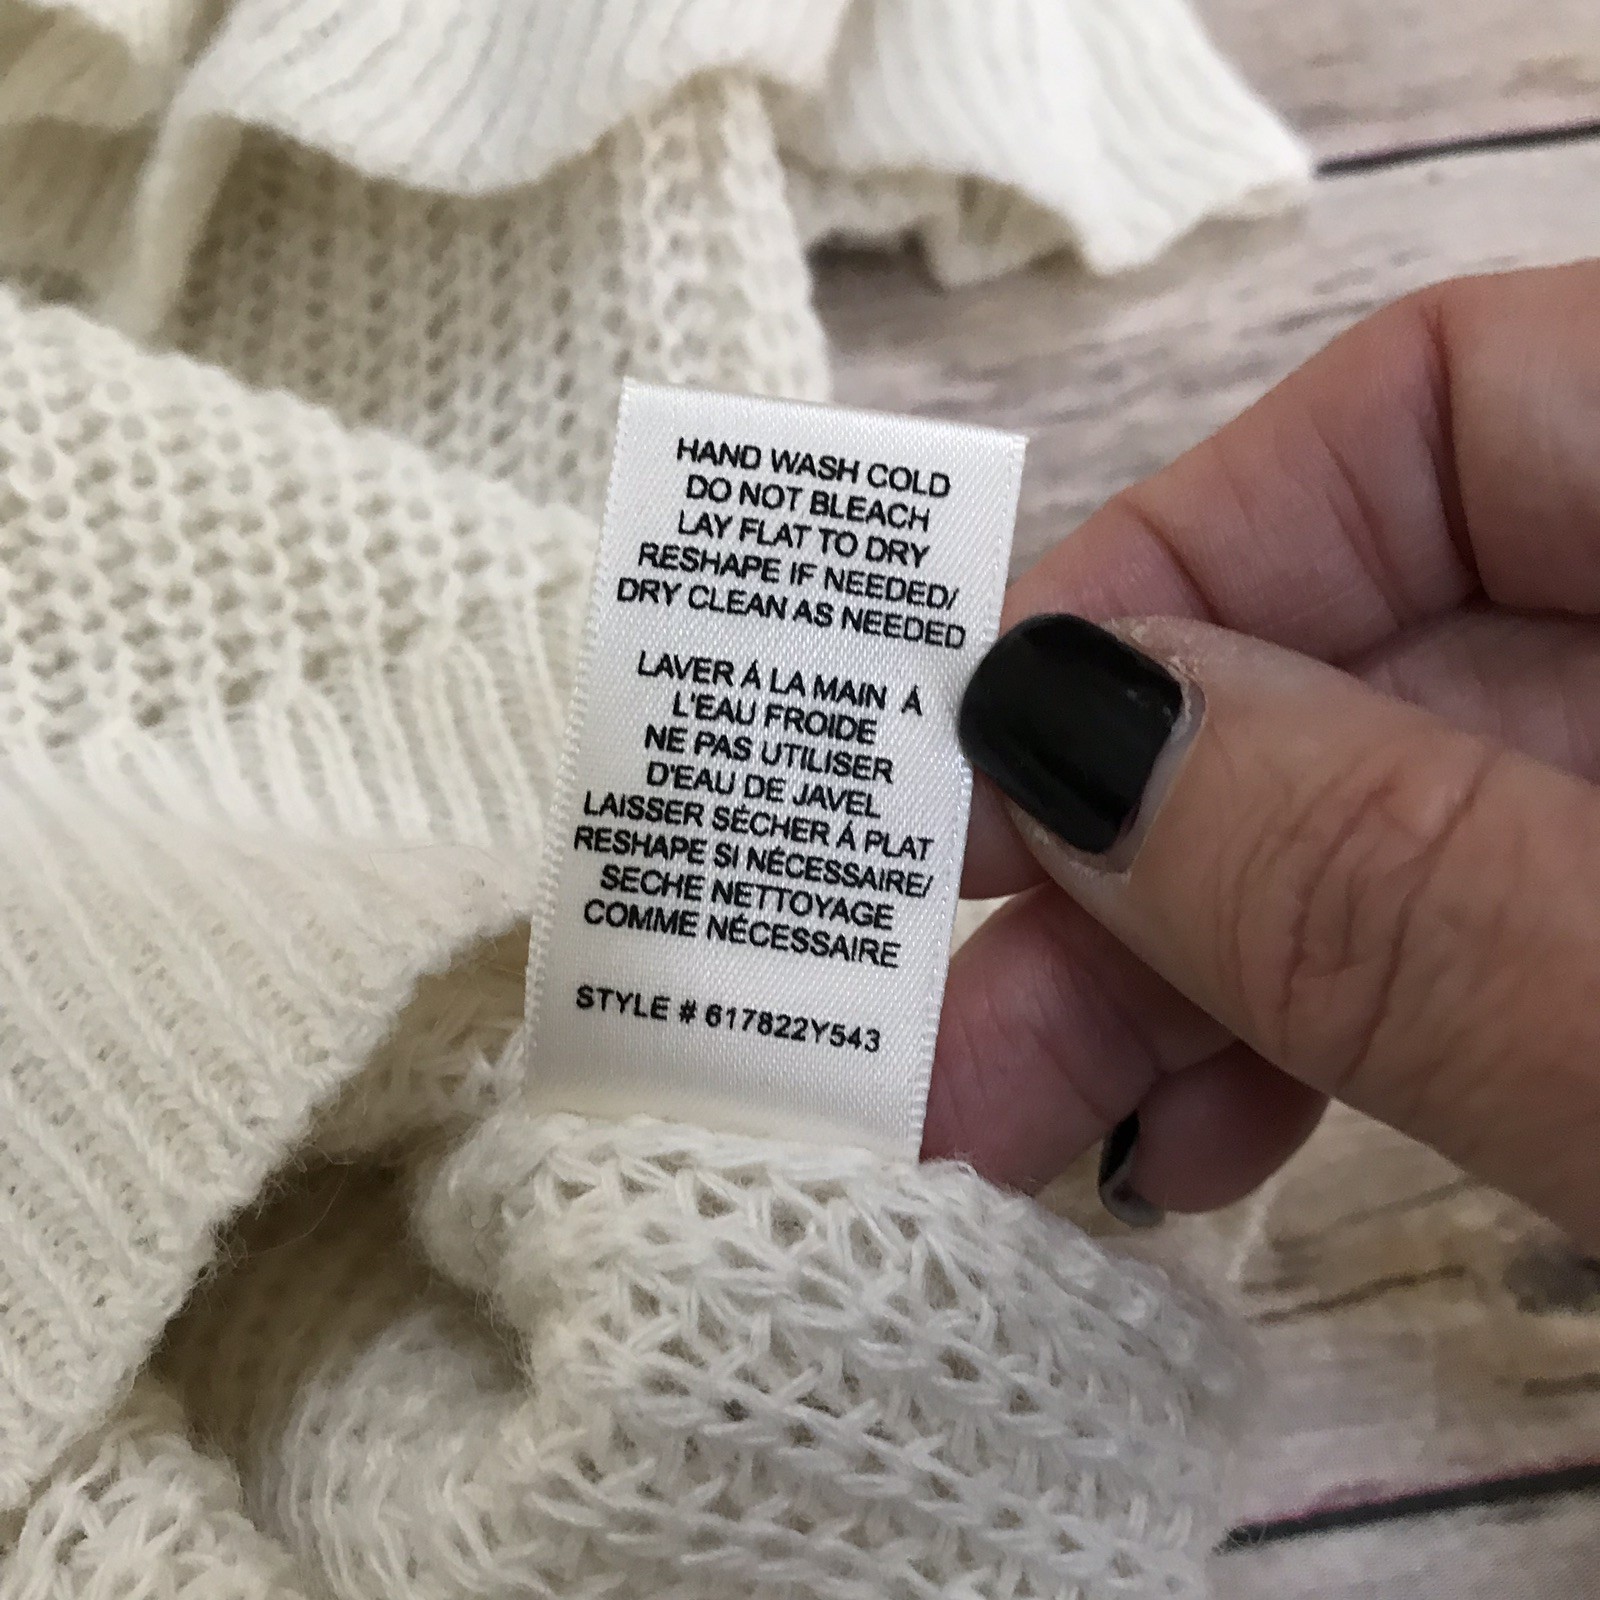 HAND WASH COLD
DO NOT BLEACH
LAY FLAT TO DRY
RESHAPE IF NEEDED/
DRY CLEAN AS NEEDED
LAVER Á LA MAIN Á
L'EAU FROIDE
NE PAS UTILISER
D'EAU DE JAVEL
LAISSER SÉCHER Á PLAT
RESHAPE SI NÉCESSAIRE/
SECHE NETTOYAGE
COMME NÉCESSAIRE
STYLE # 617822Y543